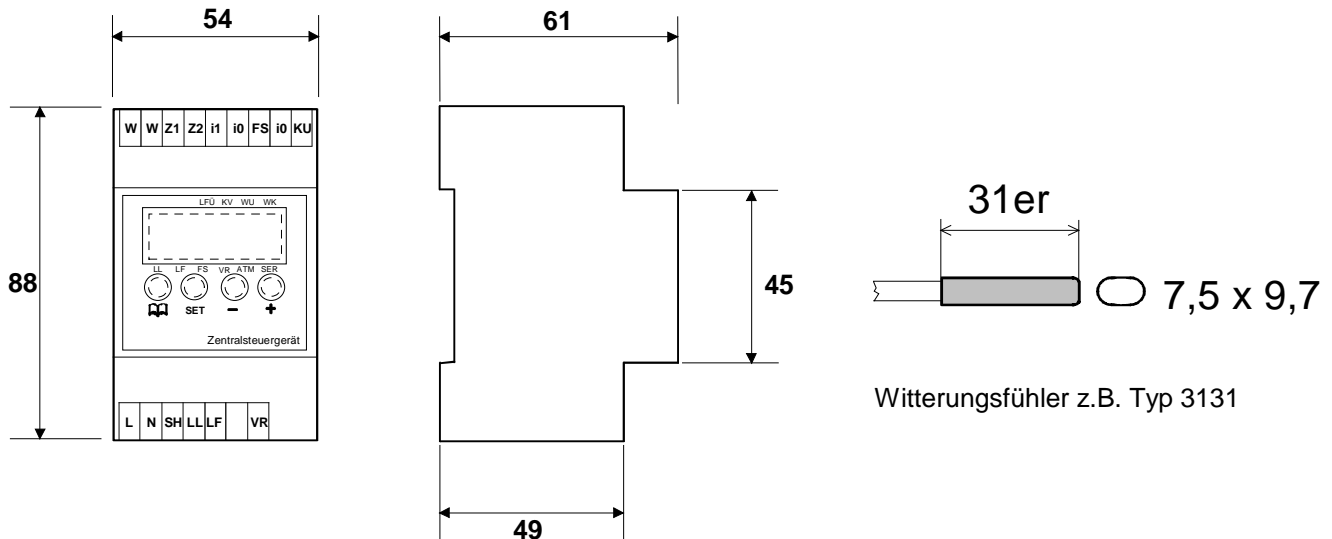 54
61
W W Z1 Z2 i1 i0 FS i0 KU
31er
LFÜ KV WU WK
88
45
7,5 x 9,7
LL LF FS VR ATM SER
SET - +
Zentralsteuergerät
Witterungsfühler z.B. Typ 3131
L N SH LL LF VR
49